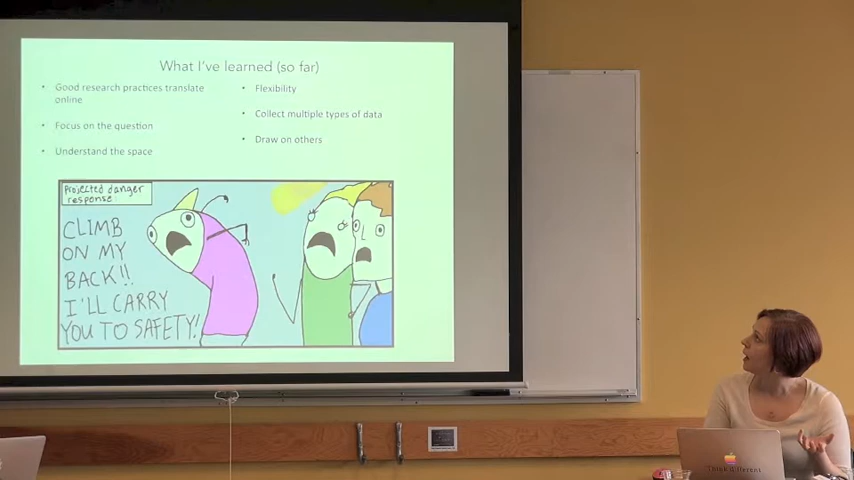 What I've learned (so far)
• Good research practices translate
online
• Focus on the question
• Understand the space
• Flexibility
• Collect multiple types of data
• Draw on others
Projected danger
response:
CLIMB
ON MY
BACK!!
I'LL CARRY
YOU TO SAFETY!
Think different